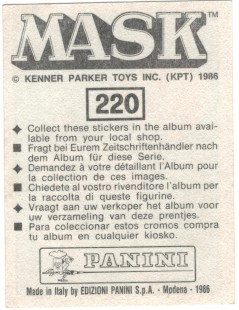 MASK™
© KENNER PARKER TOYS INC. (KPT) 1986
220
◆ Collect these stickers in the album avai-
lable from your local shop.
■ Fragt bei Eurem Zeitschriftenhändler nach
dem Album für diese Serie.
◆ Demandez à votre détaillant l'Album pour
la collection de ces images.
■ Chiedete al vostro rivenditore l'album per
la raccolta di queste figurine.
◆ Vraagt aan uw verkoper het album voor
uw verzameling van deze prentjes.
■ Para coleccionar estos cromos compra
tu album en cualquier kiosko.
PANINI
Made in Italy by EDIZIONI PANINI S.p.A. - Modena - 1986